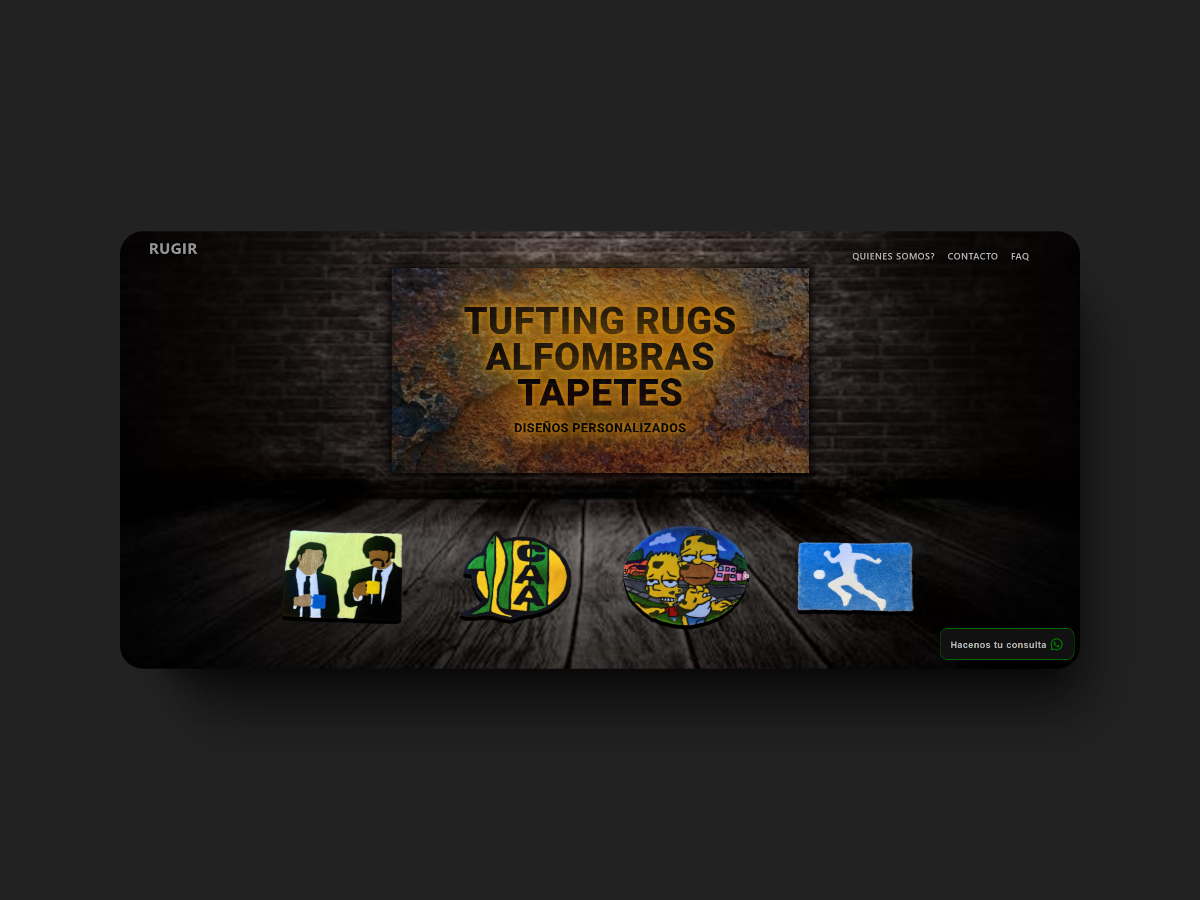 RUGIR
QUIENES SOMOS? CONTACTO FAQ
TUFTING RUGS
ALFOMBRAS
TAPETES
DISEÑOS PERSONALIZADOS
CAA
Hacenos tu consulta